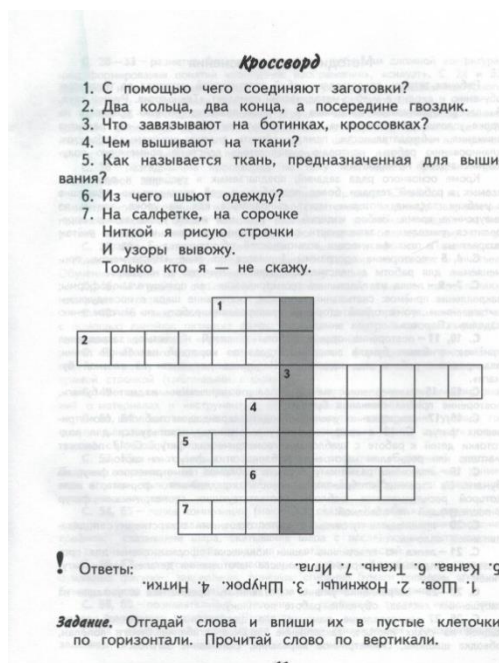 Кроссворд
1. С помощью чего соединяют заготовки?
2. Два кольца, два конца, а посередине гвоздик.
3. Что завязывают на ботинках, кроссовках?
4. Чем вышивают на ткани?
5. Как называется ткань, предназначенная для выши
вания?
6. Из чего шьют одежду?
7. На салфетке, на сорочке
Ниткой я рисую строчки
И узоры вывожу.
Только кто я — не скажу.
1
2
3
4
5
6
7
! Ответы:
1. Шов. 2. Ножницы. 3. Шнурок. 4. Нитки.
5. Канва. 6. Ткань. 7. Игла.
Задание. Отгадай слова и впиши их в пустые клеточки
по горизонтали. Прочитай слово по вертикали.